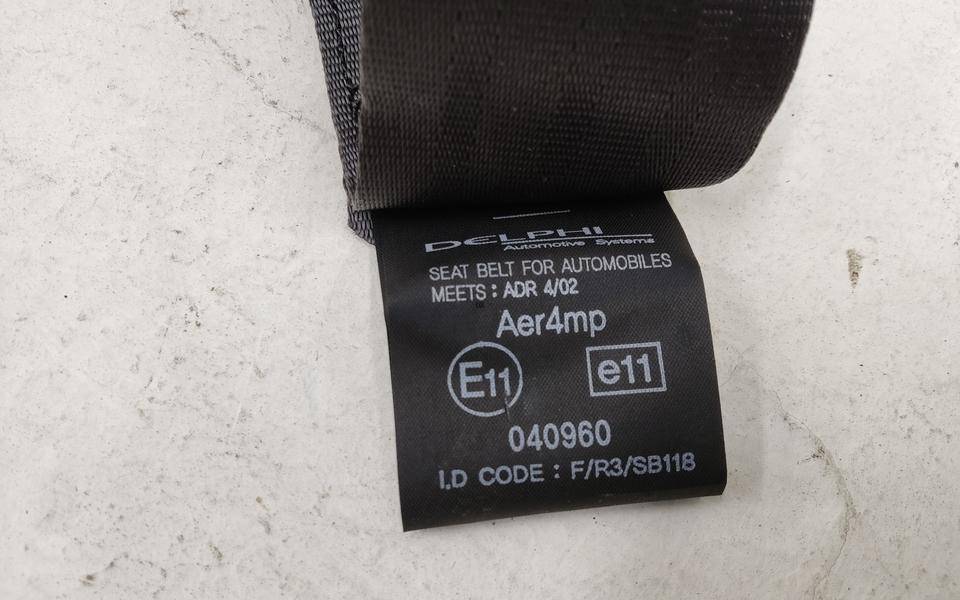 DELPHI
Automotive Systems
SEAT BELT FOR AUTOMOBILES
MEETS : ADR 4/02
Aer4mp
E11 e11
040960
I.D CODE : F/R3/SB118